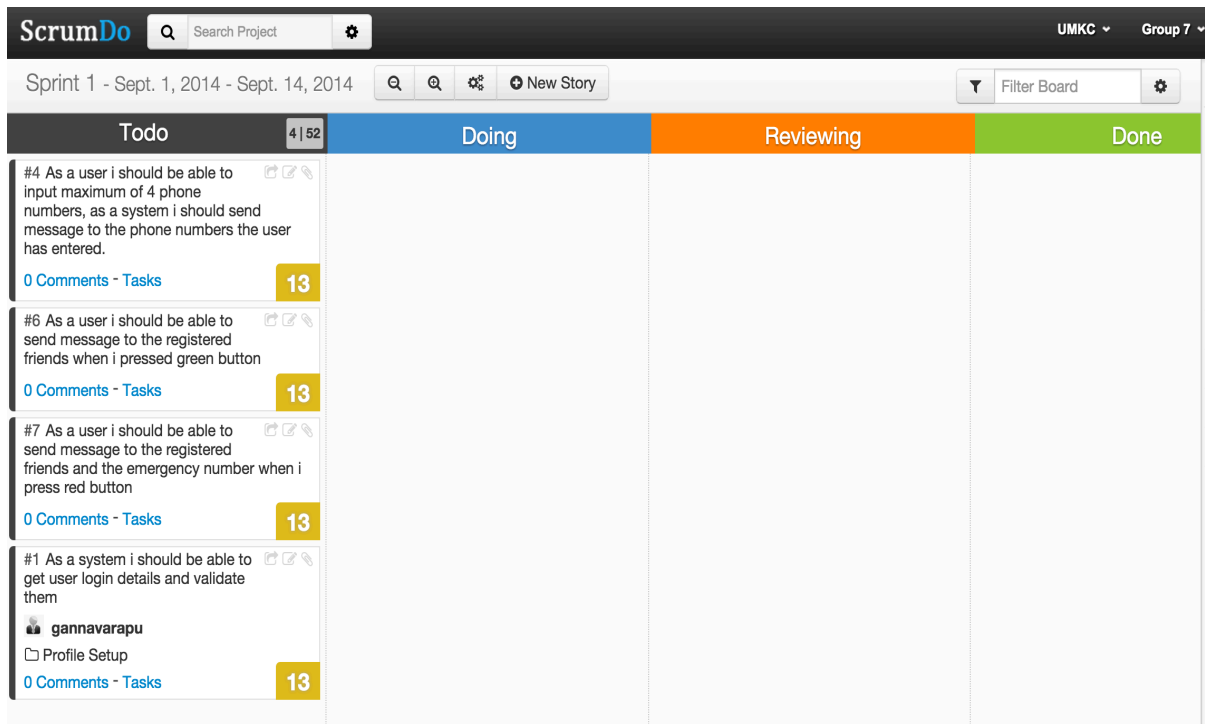 ScrumDo Search Project UMKC Group 7
Sprint 1 - Sept. 1, 2014 - Sept. 14, 2014 New Story Filter Board
Todo 4|52 Doing Reviewing Done
#4 As a user i should be able to
input maximum of 4 phone
numbers, as a system i should send
message to the phone numbers the user
has entered.
0 Comments - Tasks 13
#6 As a user i should be able to
send message to the registered
friends when i pressed green button
0 Comments - Tasks 13
#7 As a user i should be able to
send message to the registered
friends and the emergency number when i
press red button
0 Comments - Tasks 13
#1 As a system i should be able to
get user login details and validate
them
gannavarapu
Profile Setup
0 Comments - Tasks 13